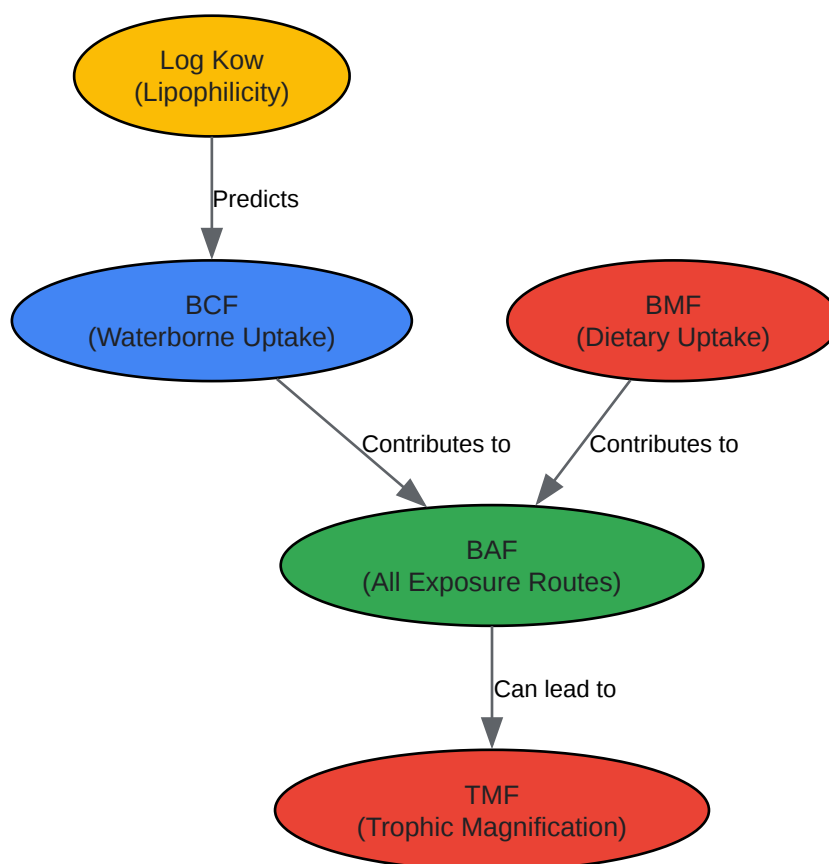 Log Kow
(Lipophilicity)
Predicts
BCF
(Waterborne Uptake)
BMF
(Dietary Uptake)
Contributes to
Contributes to
BAF
(All Exposure Routes)
Can lead to
TMF
(Trophic Magnification)